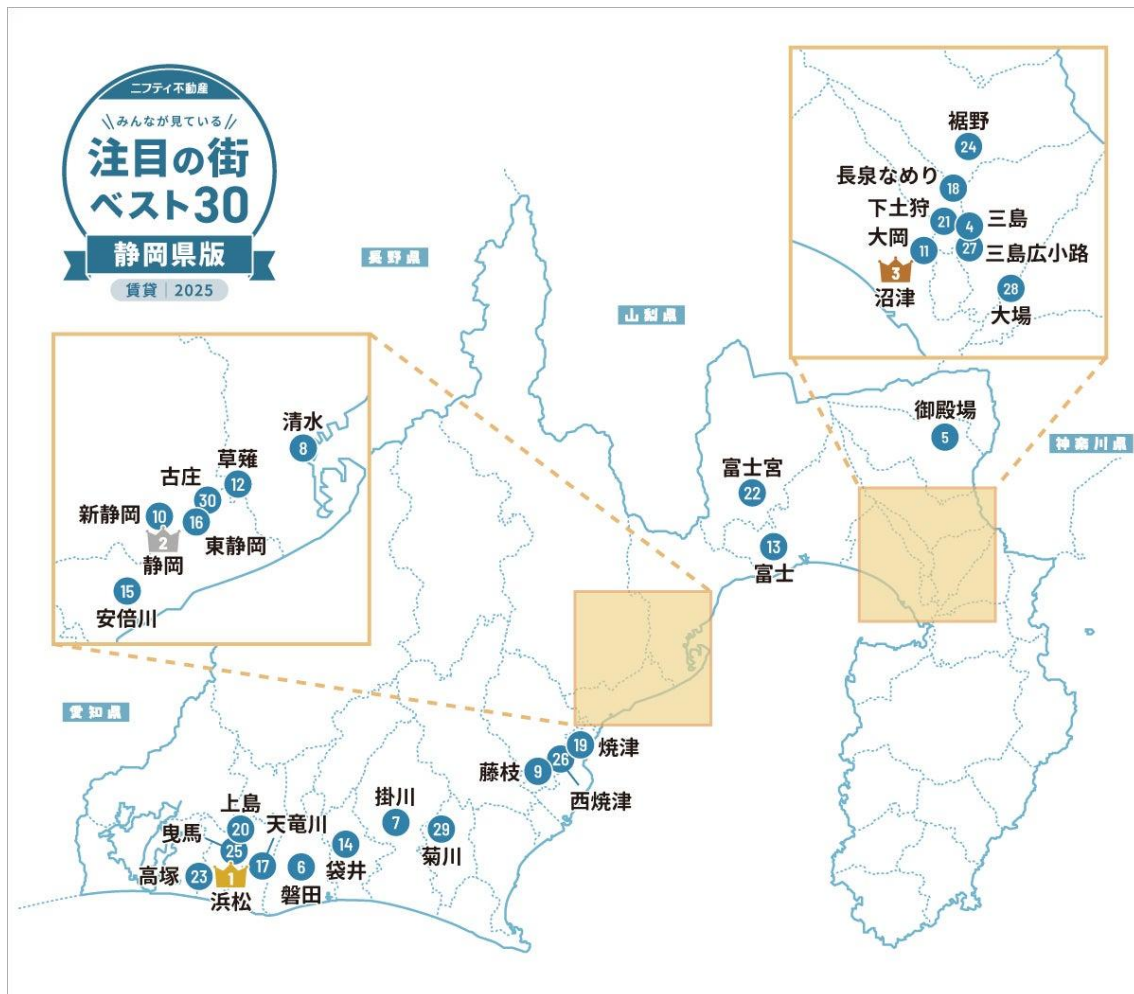 ニフティ不動産
みんなが見ている
注目の街
ベスト30
静岡県版
賃貸｜2025
長野県
山梨県
神奈川県
愛知県
裾野
24
長泉なめり
18
下土狩
21
4
三島
大岡
11
27
三島広小路
3
沼津
28
大場
清水
8
草薙
12
古庄
30
新静岡
10
16
東静岡
2
静岡
15
安倍川
御殿場
5
富士宮
22
13
富士
19
焼津
藤枝
9
26
西焼津
掛川
7
29
菊川
上島
20
天竜川
曳馬
25
17
14
袋井
高塚
23
1
浜松
6
磐田